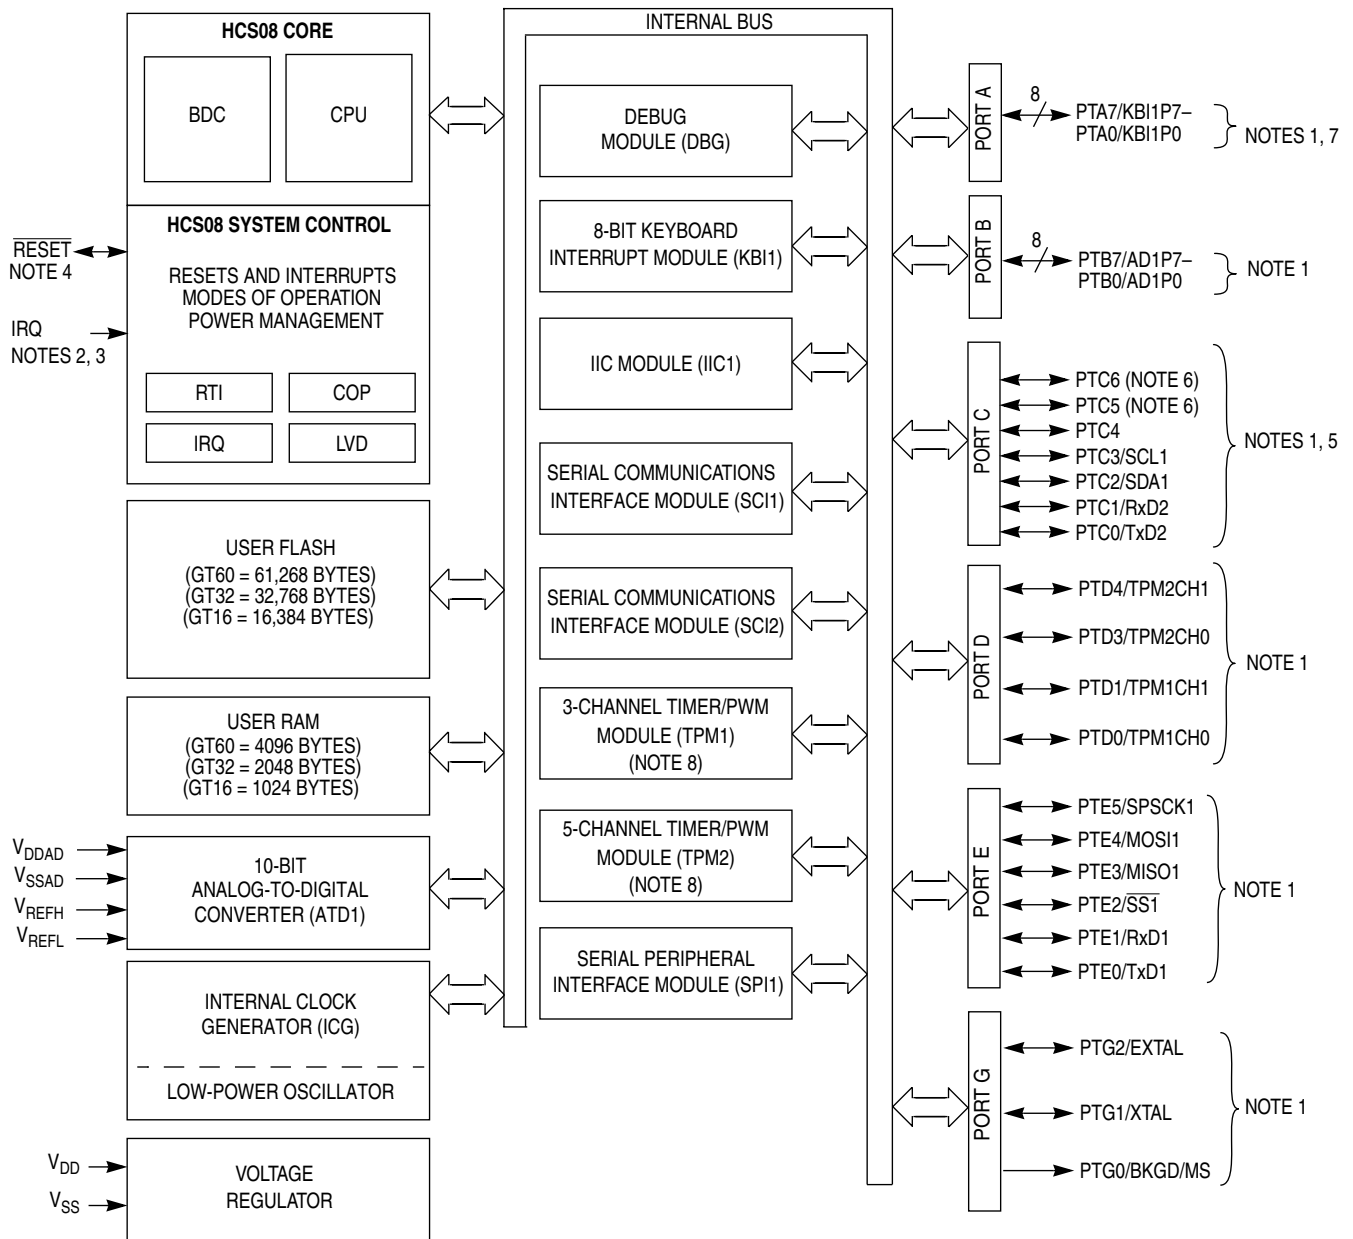 HCS08 CORE
BDC
CPU
HCS08 SYSTEM CONTROL
RESETS AND INTERRUPTS
MODES OF OPERATION
POWER MANAGEMENT
RTI
COP
IRQ
LVD
RESET
NOTE 4
IRQ
NOTES 2, 3
USER FLASH
(GT60 = 61,268 BYTES)
(GT32 = 32,768 BYTES)
(GT16 = 16,384 BYTES)
USER RAM
(GT60 = 4096 BYTES)
(GT32 = 2048 BYTES)
(GT16 = 1024 BYTES)
VDDAD
VSSAD
VREFH
VREFL
10-BIT
ANALOG-TO-DIGITAL
CONVERTER (ATD1)
INTERNAL CLOCK
GENERATOR (ICG)
LOW-POWER OSCILLATOR
VDD
VSS
VOLTAGE
REGULATOR
INTERNAL BUS
DEBUG
MODULE (DBG)
8-BIT KEYBOARD
INTERRUPT MODULE (KBI1)
IIC MODULE (IIC1)
SERIAL COMMUNICATIONS
INTERFACE MODULE (SCI1)
SERIAL COMMUNICATIONS
INTERFACE MODULE (SCI2)
3-CHANNEL TIMER/PWM
MODULE (TPM1)
(NOTE 8)
5-CHANNEL TIMER/PWM
MODULE (TPM2)
(NOTE 8)
SERIAL PERIPHERAL
INTERFACE MODULE (SPI1)
PORT A
8
PTA7/KBI1P7–
PTA0/KBI1P0
NOTES 1, 7
PORT B
8
PTB7/AD1P7–
PTB0/AD1P0
NOTE 1
PORT C
PTC6 (NOTE 6)
PTC5 (NOTE 6)
PTC4
PTC3/SCL1
PTC2/SDA1
PTC1/RxD2
PTC0/TxD2
NOTES 1, 5
PORT D
PTD4/TPM2CH1
PTD3/TPM2CH0
PTD1/TPM1CH1
PTD0/TPM1CH0
NOTE 1
PORT E
PTE5/SPSCK1
PTE4/MOSI1
PTE3/MISO1
PTE2/SS1
PTE1/RxD1
PTE0/TxD1
NOTE 1
PORT G
PTG2/EXTAL
PTG1/XTAL
PTG0/BKGD/MS
NOTE 1